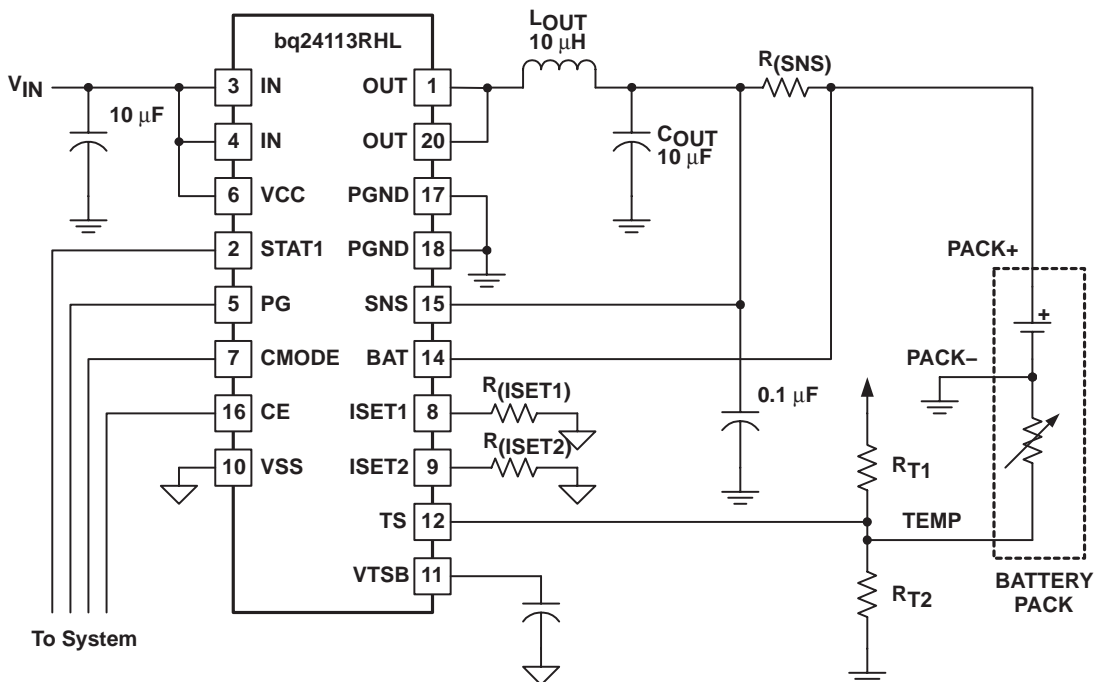 bq24113RHL
LOUT
10 μH
R(SNS)
VIN
3 IN
OUT 1
10 μF
4 IN
OUT 20
COUT
10 μF
6 VCC
PGND 17
2 STAT1
PGND 18
PACK+
5 PG
SNS 15
+
7 CMODE
BAT 14
PACK−
R(ISET1)
16 CE
ISET1 8
0.1 μF
R(ISET2)
10 VSS
ISET2 9
RT1
TS 12
TEMP
VTSB 11
BATTERY
PACK
RT2
To System